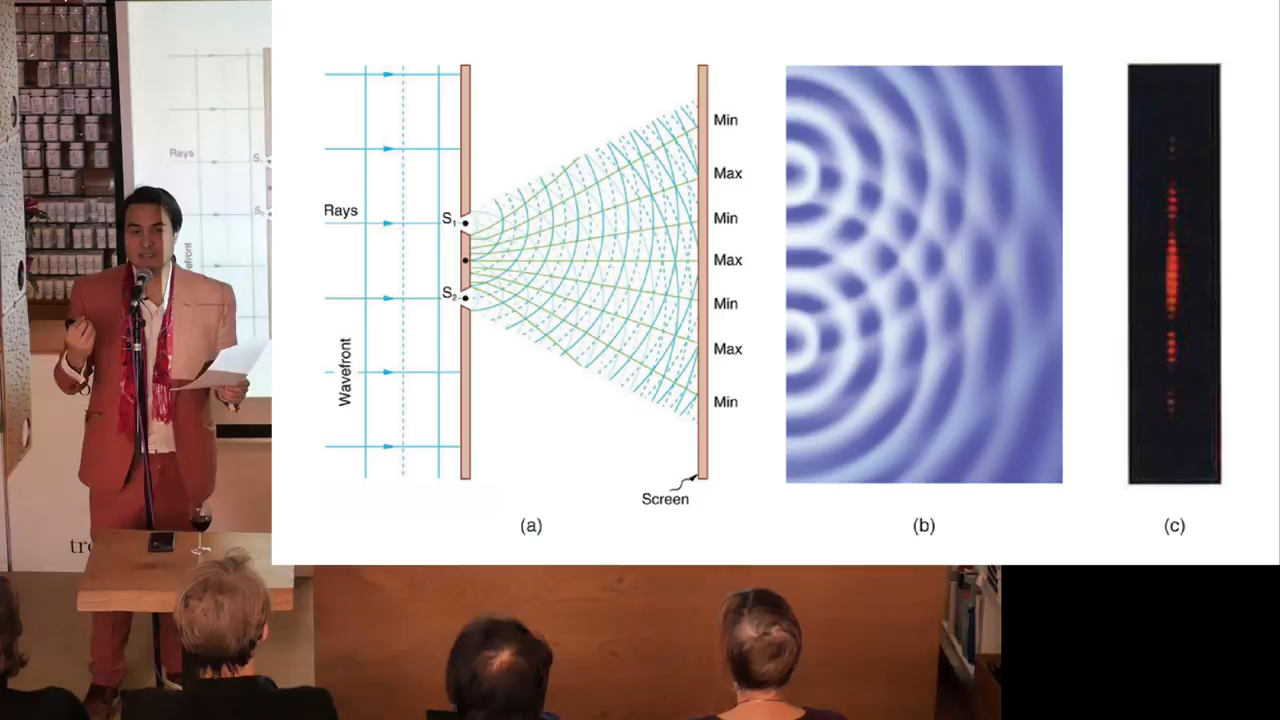 Rays
Wavefront
S1
S2
Min
Max
Min
Max
Min
Max
Min
Screen
(a)
(b)
(c)
Rays
S
S